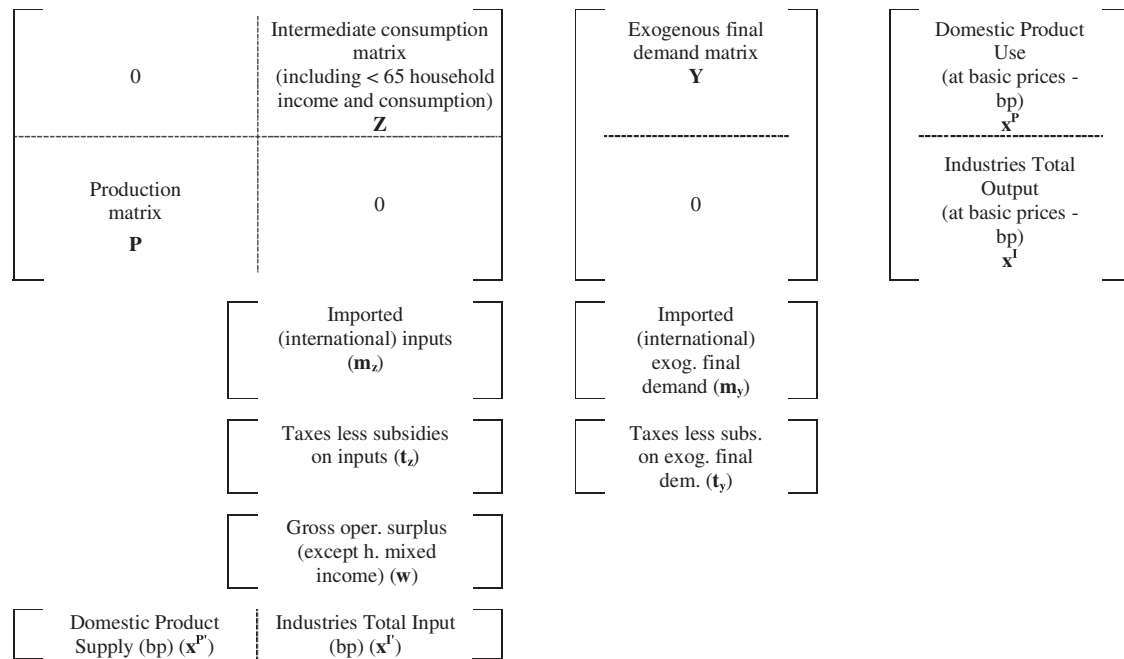 0
Intermediate consumption
matrix
(including < 65 household
income and consumption)
Z
Exogenous final
demand matrix
Y
Domestic Product
Use
(at basic prices -
bp)
x^P
Production
matrix
P
0
0
Industries Total
Output
(at basic prices -
bp)
x^I
Imported
(international) inputs
(m_z)
Imported
(international)
exog. final
demand (m_y)
Taxes less subsidies
on inputs (t_z)
Taxes less subs.
on exog. final
dem. (t_y)
Gross oper. surplus
(except h. mixed
income) (w)
Domestic Product
Supply (bp) (x^P')
Industries Total Input
(bp) (x^I')